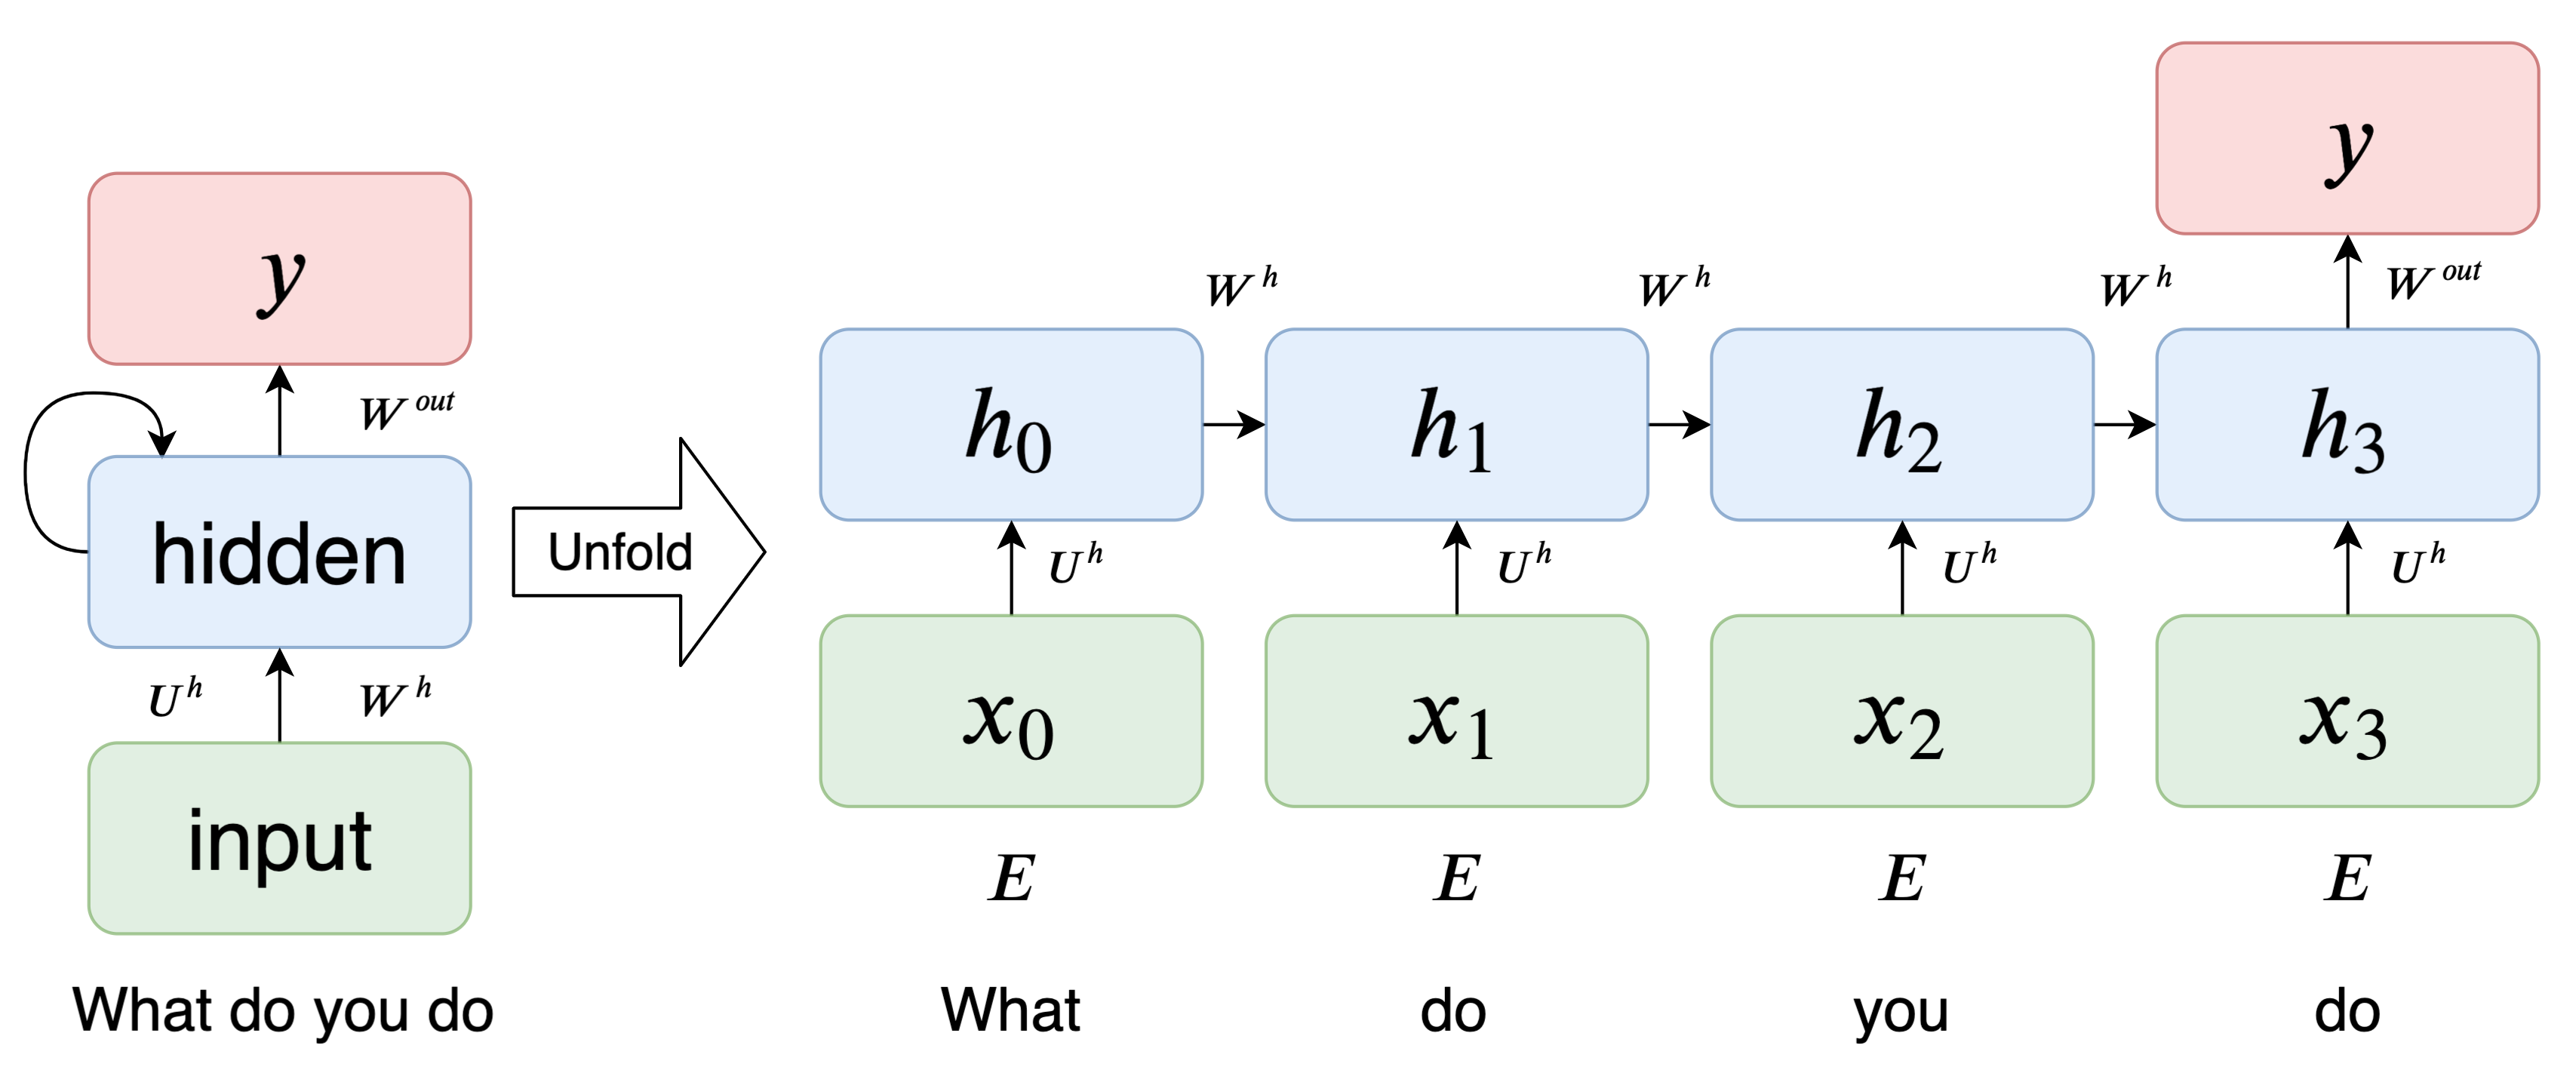 y
W^out
hidden
U^h W^h
input
What do you do
Unfold
y
W^h W^h W^h W^out
h_0 h_1 h_2 h_3
U^h U^h U^h U^h
x_0 x_1 x_2 x_3
E E E E
What do you do